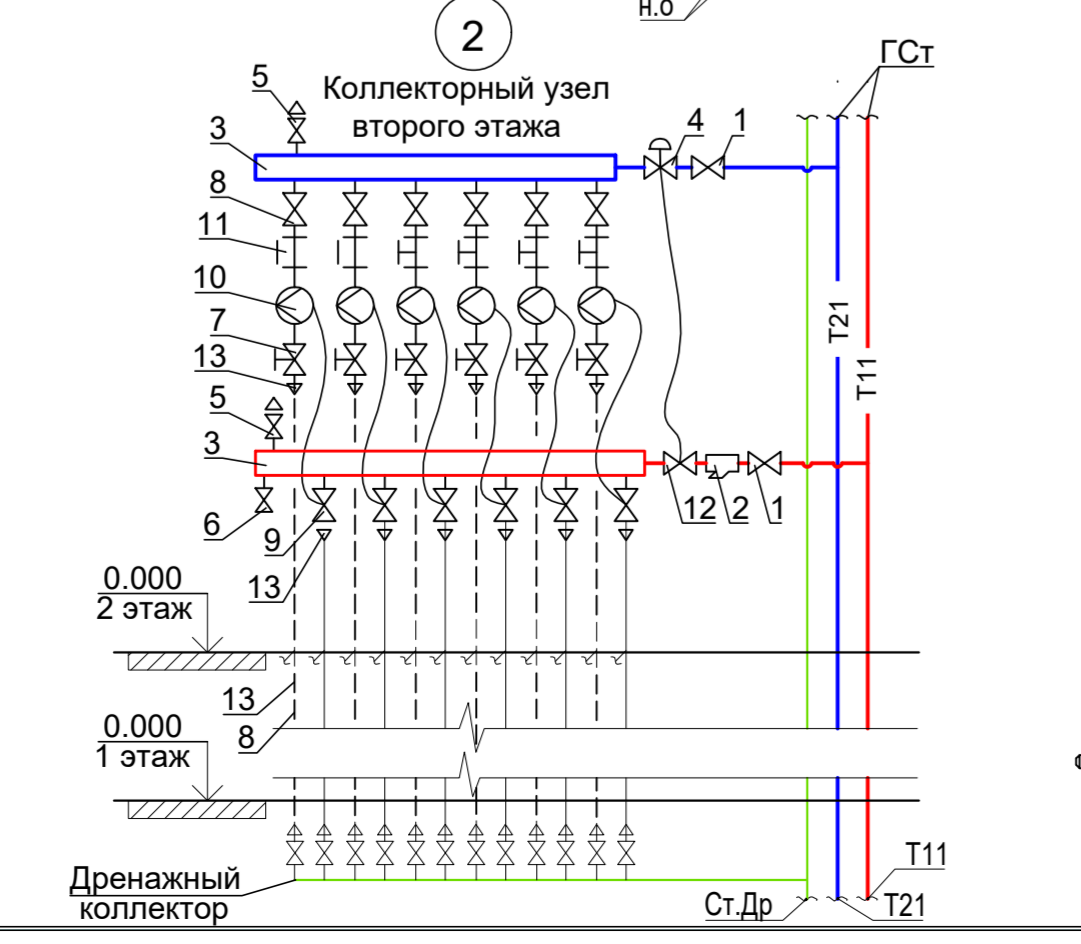 н.о
2
ГСт
Коллекторный узел
второго этажа
5
4
1
3
8
11
10
7
13
5
3
6
9
13
12
2
1
Т21
Т11
0.000
2 этаж
13
8
0.000
1 этаж
Дренажный
коллектор
Ст.Др
Т21
Т11